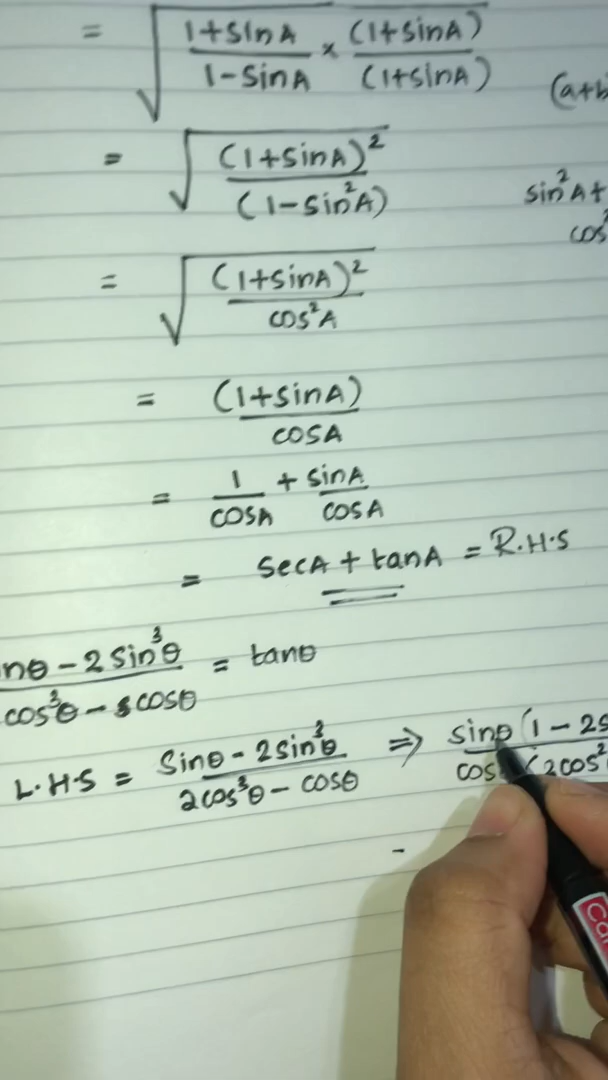 = √((1+sinA)/(1-sinA) × (1+sinA)/(1+sinA)) (a+b
= √((1+sinA)²/(1-sin²A)) sin²A+
cos²
= √((1+sinA)²/cos²A)
= (1+sinA)/cosA
= 1/cosA + sinA/cosA
= secA + tanA = R.H.S
nθ - 2sin³θ / cos³θ - cosθ = tanθ
L.H.S = (sinθ - 2sin³θ)/(2cos³θ - cosθ) ⇒ sinθ(1-2s / cos (2cos²
Ca